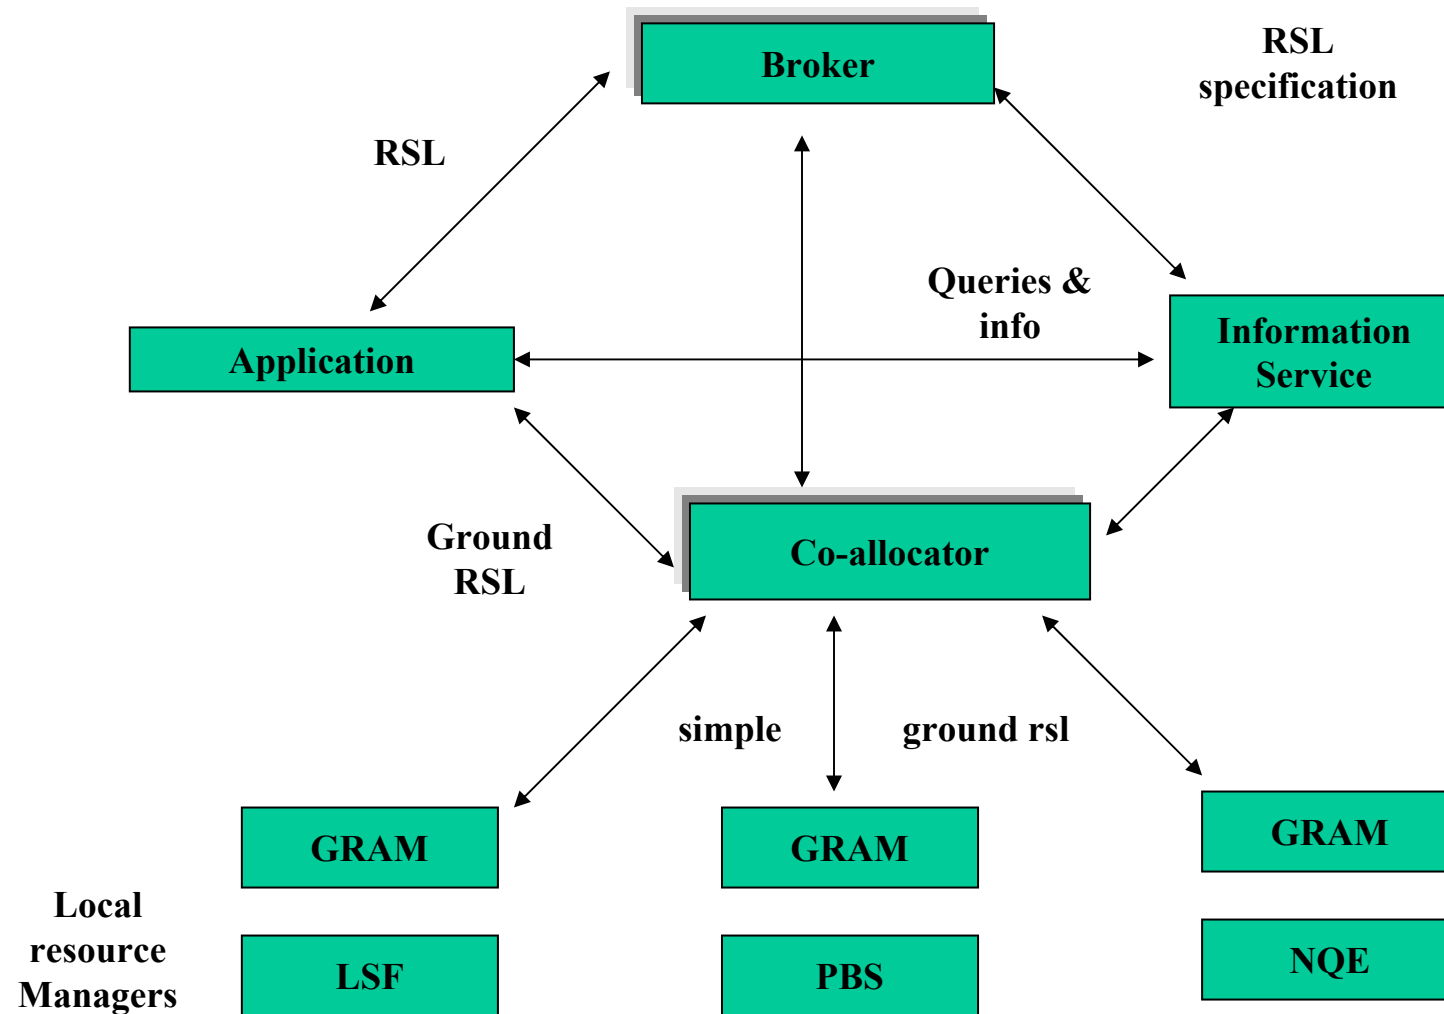 Broker
RSL
specification
RSL
Queries &
info
Application
Information
Service
Ground
RSL
Co-allocator
simple
ground rsl
GRAM
GRAM
GRAM
Local
resource
Managers
LSF
PBS
NQE